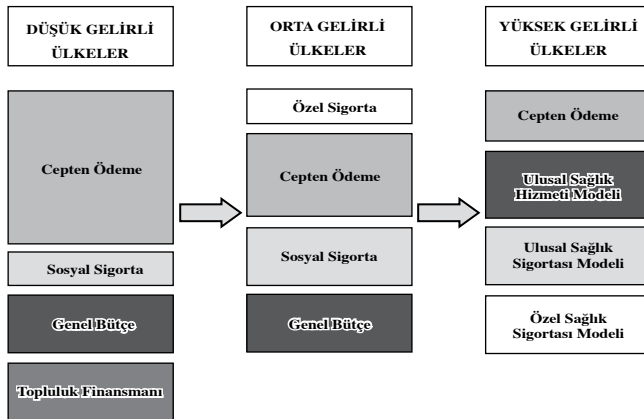 DÜŞÜK GELİRLİ
ÜLKELER
Cepten Ödeme
Sosyal Sigorta
Genel Bütçe
Topluluk Finansmanı
ORTA GELİRLİ
ÜLKELER
Özel Sigorta
Cepten Ödeme
Sosyal Sigorta
Genel Bütçe
YÜKSEK GELİRLİ
ÜLKELER
Cepten Ödeme
Ulusal Sağlık
Hizmeti Modeli
Ulusal Sağlık
Sigortası Modeli
Özel Sağlık
Sigortası Modeli